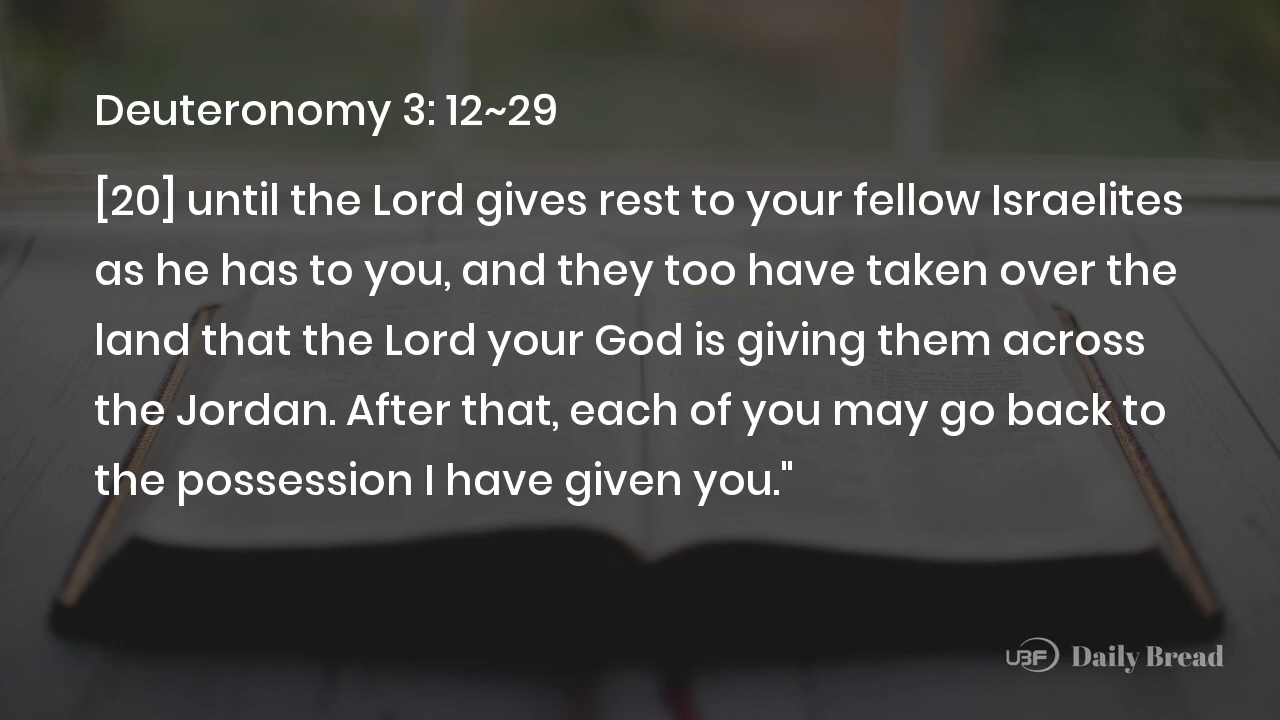 Deuteronomy 3: 12~29
[20] until the Lord gives rest to your fellow Israelites
as he has to you, and they too have taken over the
land that the Lord your God is giving them across
the Jordan. After that, each of you may go back to
the possession I have given you."
UBF Daily Bread